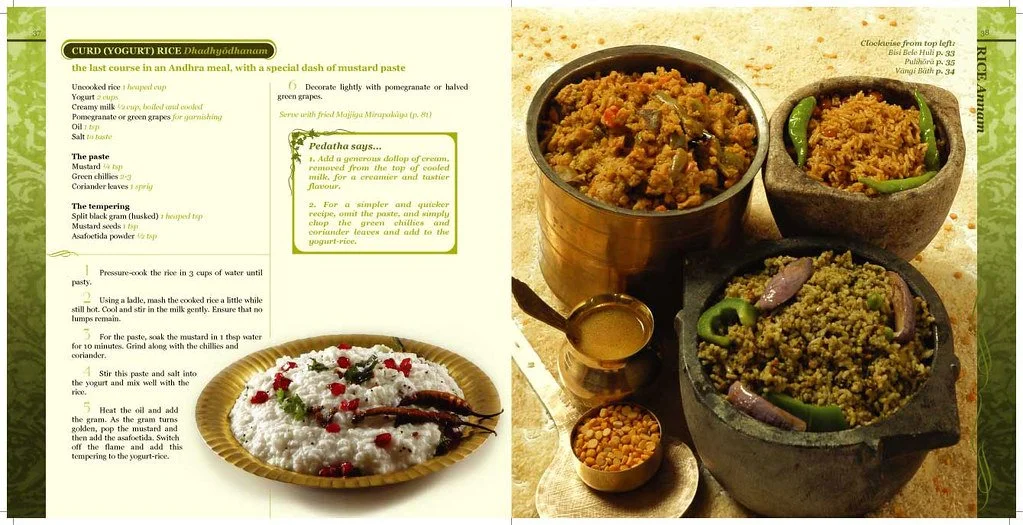 37
CURD (YOGURT) RICE Dhadhyōdhanam
the last course in an Andhra meal, with a special dash of mustard paste
Uncooked rice 1 heaped cup
Yogurt 2 cups
Creamy milk ½ cup, boiled and cooled
Pomegranate or green grapes for garnishing
Oil 1 tsp
Salt to taste
The paste
Mustard ¼ tsp
Green chillies 2-3
Coriander leaves 1 sprig
The tempering
Split black gram (husked) 1 heaped tsp
Mustard seeds 1 tsp
Asafoetida powder ½ tsp
1 Pressure-cook the rice in 3 cups of water until
pasty.
2 Using a ladle, mash the cooked rice a little while
still hot. Cool and stir in the milk gently. Ensure that no
lumps remain.
3 For the paste, soak the mustard in 1 tbsp water
for 10 minutes. Grind along with the chillies and
coriander.
4 Stir this paste and salt into
the yogurt and mix well with the
rice.
5 Heat the oil and add
the gram. As the gram turns
golden, pop the mustard and
then add the asafoetida. Switch
off the flame and add this
tempering to the yogurt-rice.
6 Decorate lightly with pomegranate or halved
green grapes.
Serve with fried Majjiga Mirapakāya (p. 81)
Pedatha says...
1. Add a generous dollop of cream,
removed from the top of cooled
milk, for a creamier and tastier
flavour.
2. For a simpler and quicker
recipe, omit the paste, and simply
chop the green chillies and
coriander leaves and add to the
yogurt-rice.
Clockwise from top left:
Bisi Bele Huli p. 33
Pulihōrā p. 35
Vangi Bāth p. 34
38
RICE Annam